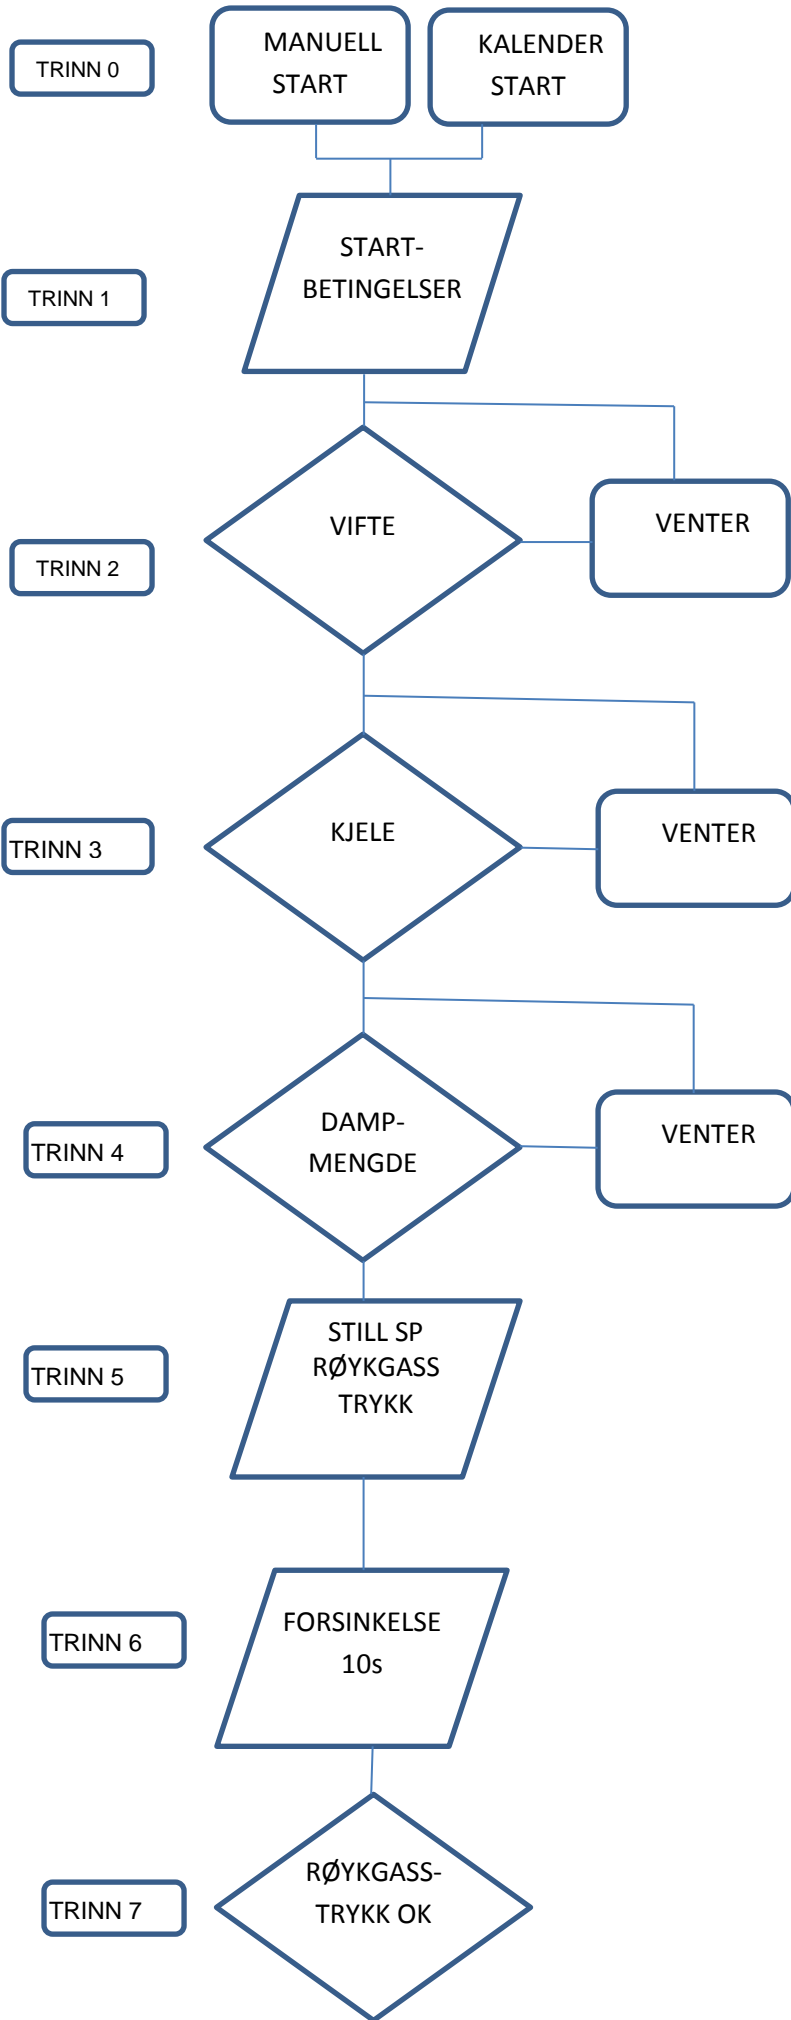 TRINN 0
MANUELL
START
KALENDER
START
TRINN 1
START-
BETINGELSER
TRINN 2
VIFTE
VENTER
TRINN 3
KJELE
VENTER
TRINN 4
DAMP-
MENGDE
VENTER
TRINN 5
STILL SP
RØYKGASS
TRYKK
TRINN 6
FORSINKELSE
10s
TRINN 7
RØYKGASS-
TRYKK OK